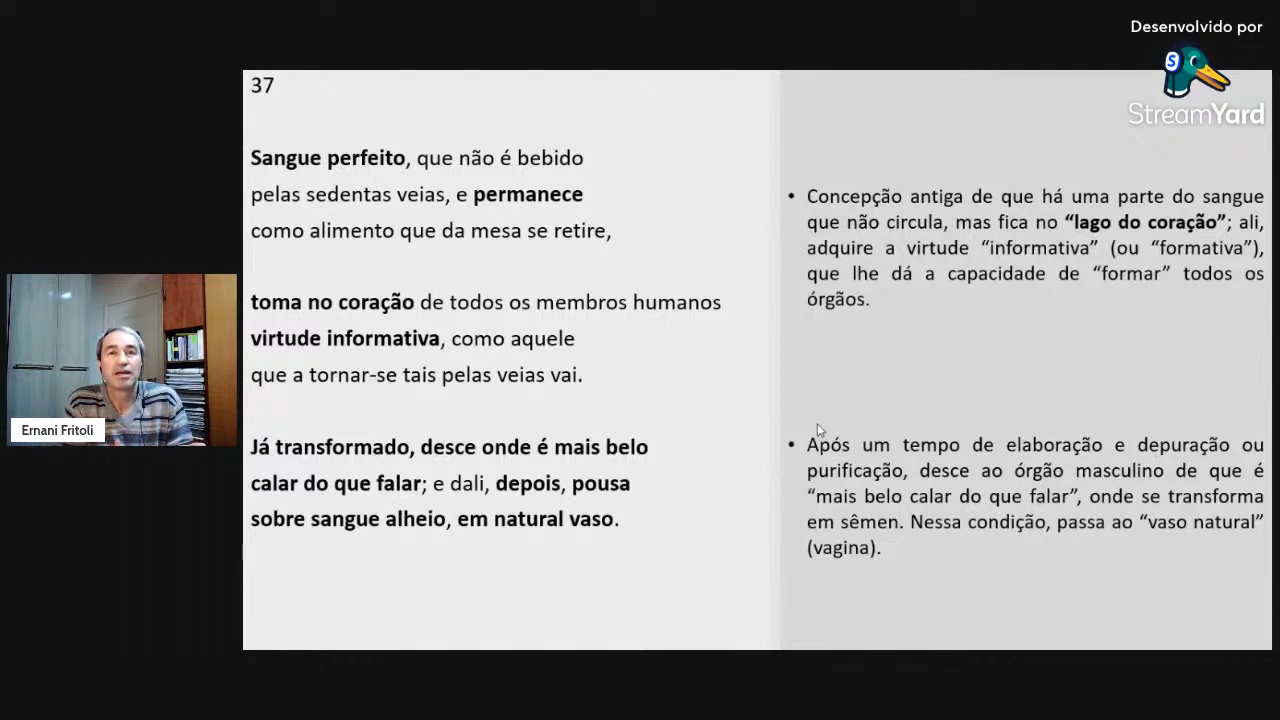 Desenvolvido por
StreamYard
37
Sangue perfeito, que não é bebido
pelas sedentas veias, e permanece
como alimento que da mesa se retire,
toma no coração de todos os membros humanos
virtude informativa, como aquele
que a tornar-se tais pelas veias vai.
Já transformado, desce onde é mais belo
calar do que falar; e dali, depois, pousa
sobre sangue alheio, em natural vaso.
• Concepção antiga de que há uma parte do sangue
que não circula, mas fica no “lago do coração”; ali,
adquire a virtude “informativa” (ou “formativa”),
que lhe dá a capacidade de “formar” todos os
órgãos.
• Após um tempo de elaboração e depuração ou
purificação, desce ao órgão masculino de que é
“mais belo calar do que falar”, onde se transforma
em sêmen. Nessa condição, passa ao “vaso natural”
(vagina).
Ernani Fritoli